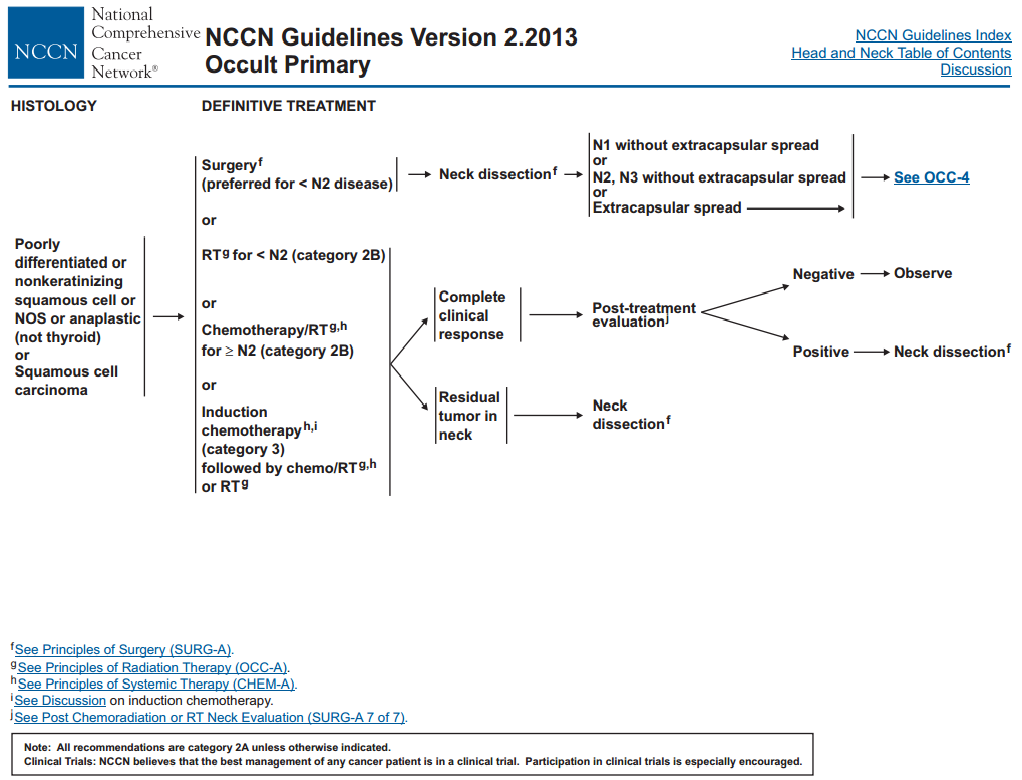 NCCN
National
Comprehensive
Cancer
Network®
NCCN Guidelines Version 2.2013
Occult Primary
NCCN Guidelines Index
Head and Neck Table of Contents
Discussion
HISTOLOGY
DEFINITIVE TREATMENT
Poorly
differentiated or
nonkeratinizing
squamous cell or
NOS or anaplastic
(not thyroid)
or
Squamous cell
carcinoma
Surgeryf
(preferred for < N2 disease)
or
RTg for < N2 (category 2B)
or
Chemotherapy/RTg,h
for ≥ N2 (category 2B)
or
Induction
chemotherapyh,i
(category 3)
followed by chemo/RTg,h
or RTg
Neck dissectionf
N1 without extracapsular spread
or
N2, N3 without extracapsular spread
or
Extracapsular spread
See OCC-4
Complete
clinical
response
Post-treatment
evaluationj
Negative
Observe
Positive
Neck dissectionf
Residual
tumor in
neck
Neck
dissectionf
fSee Principles of Surgery (SURG-A).
gSee Principles of Radiation Therapy (OCC-A).
hSee Principles of Systemic Therapy (CHEM-A).
iSee Discussion on induction chemotherapy.
jSee Post Chemoradiation or RT Neck Evaluation (SURG-A 7 of 7).
Note: All recommendations are category 2A unless otherwise indicated.
Clinical Trials: NCCN believes that the best management of any cancer patient is in a clinical trial. Participation in clinical trials is especially encouraged.